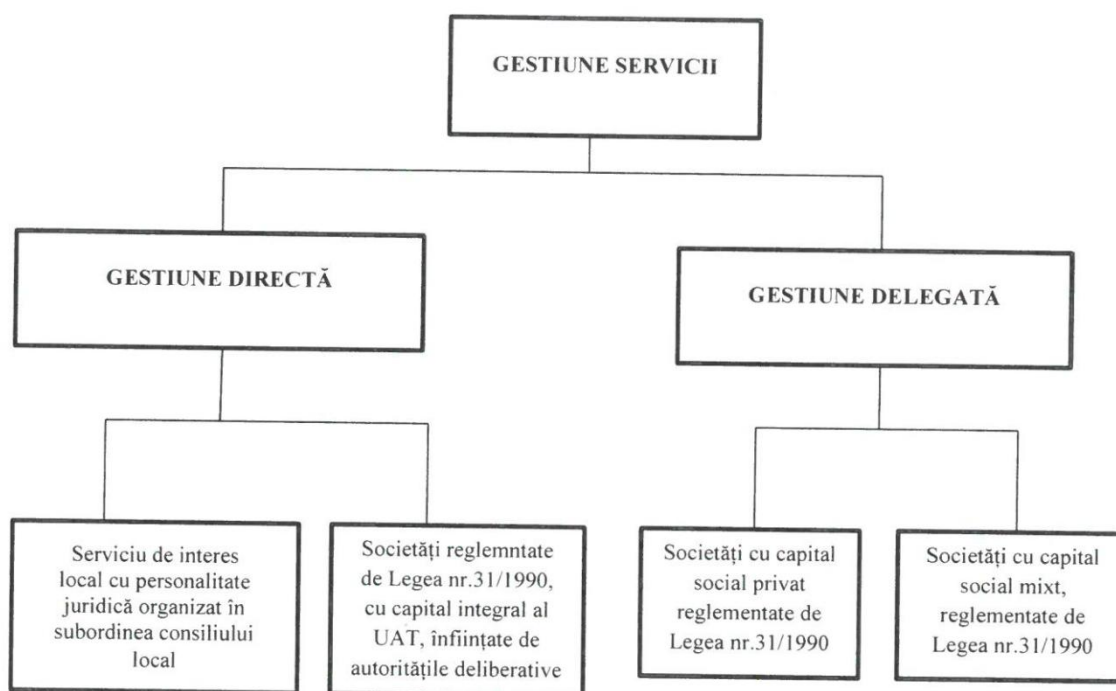 GESTIUNE SERVICII
GESTIUNE DIRECTĂ
GESTIUNE DELEGATĂ
Serviciu de interes
local cu personalitate
juridică organizat în
subordinea consiliului
local
Societăți reglemntate
de Legea nr.31/1990,
cu capital integral al
UAT, înființate de
autoritățile deliberative
Societăți cu capital
social privat
reglementate de
Legea nr.31/1990
Societăți cu capital
social mixt,
reglementate de
Legea nr.31/1990